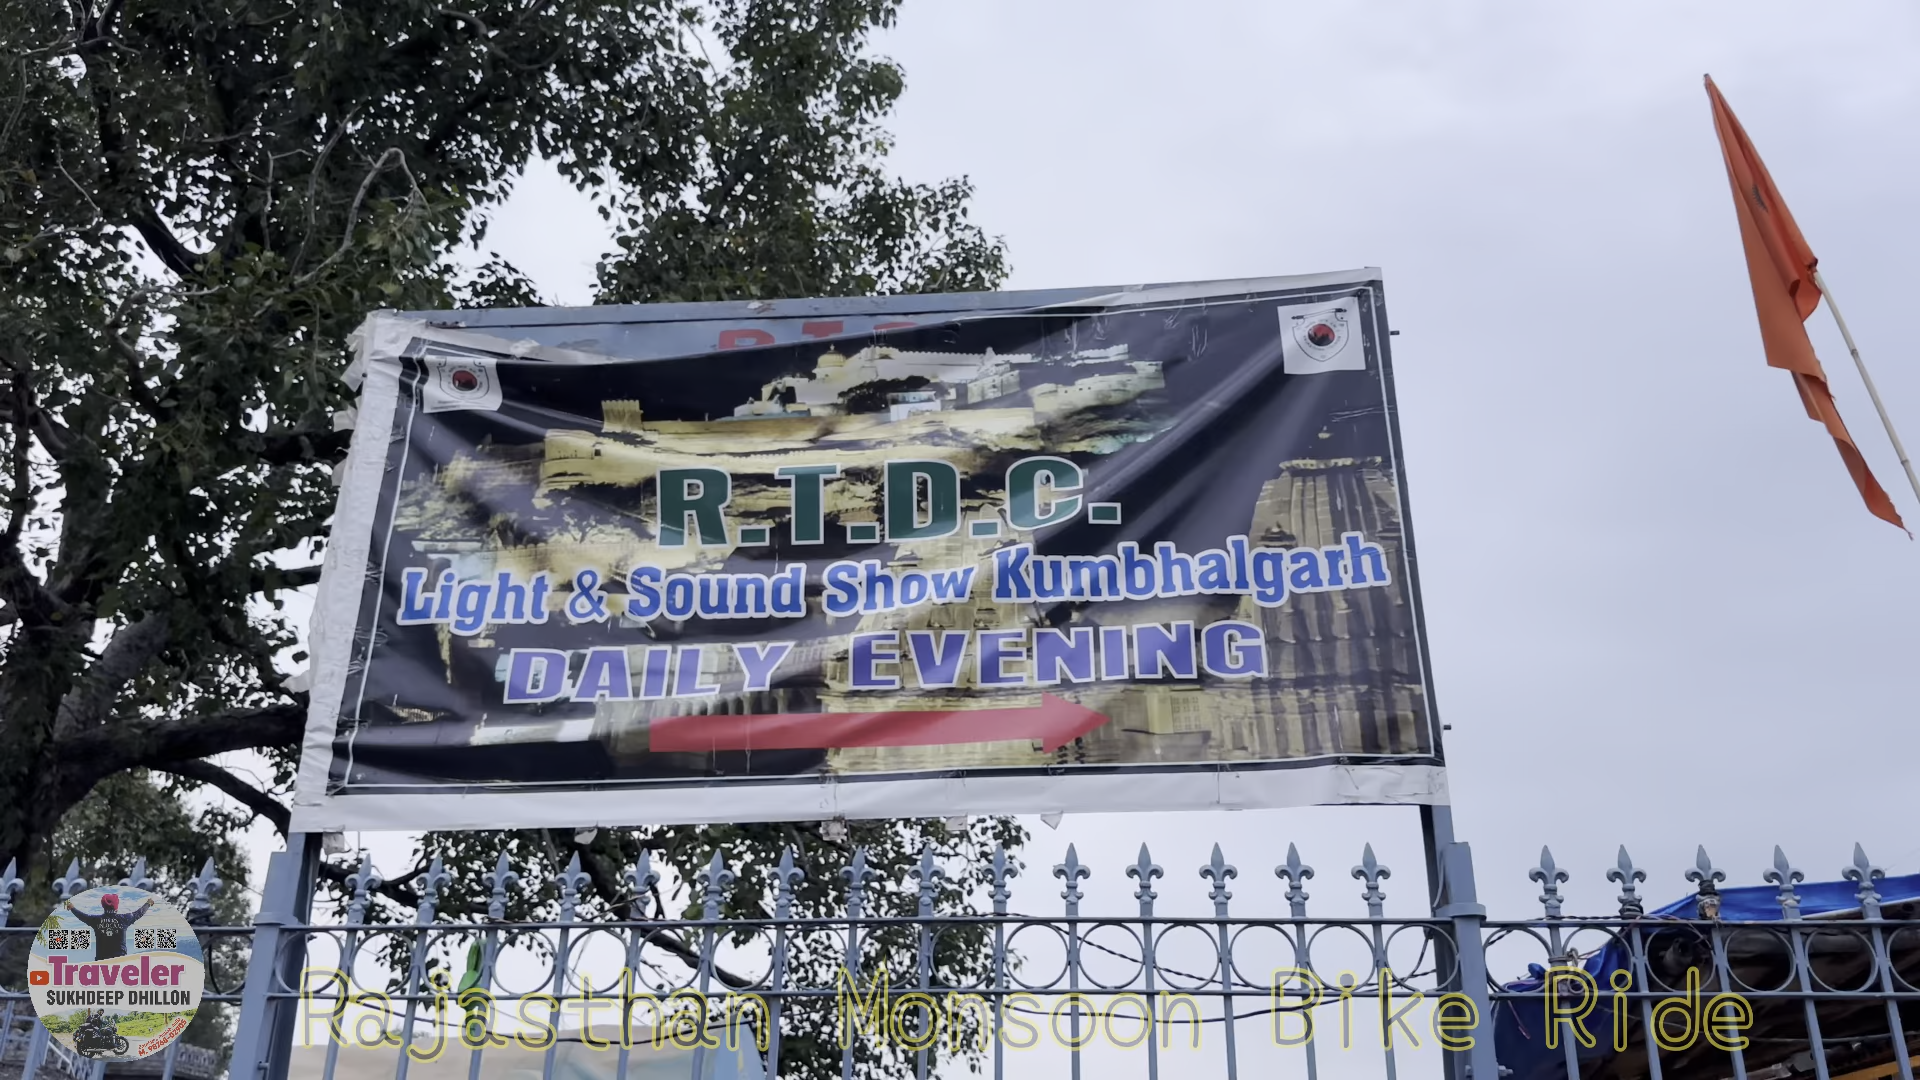 R.T.D.C.
Light & Sound Show Kumbhalgarh
DAILY EVENING
Traveler
SUKHDEEP DHILLON
Rajasthan Monsoon Bike Ride